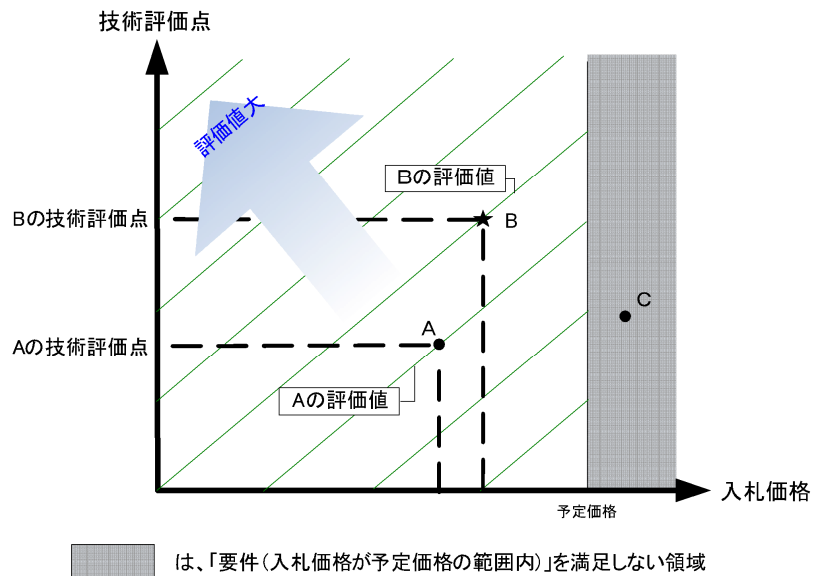 技術評価点
評価値大
Bの評価値
Bの技術評価点
B
C
A
Aの技術評価点
Aの評価値
入札価格
予定価格
は、「要件(入札価格が予定価格の範囲内)」を満足しない領域